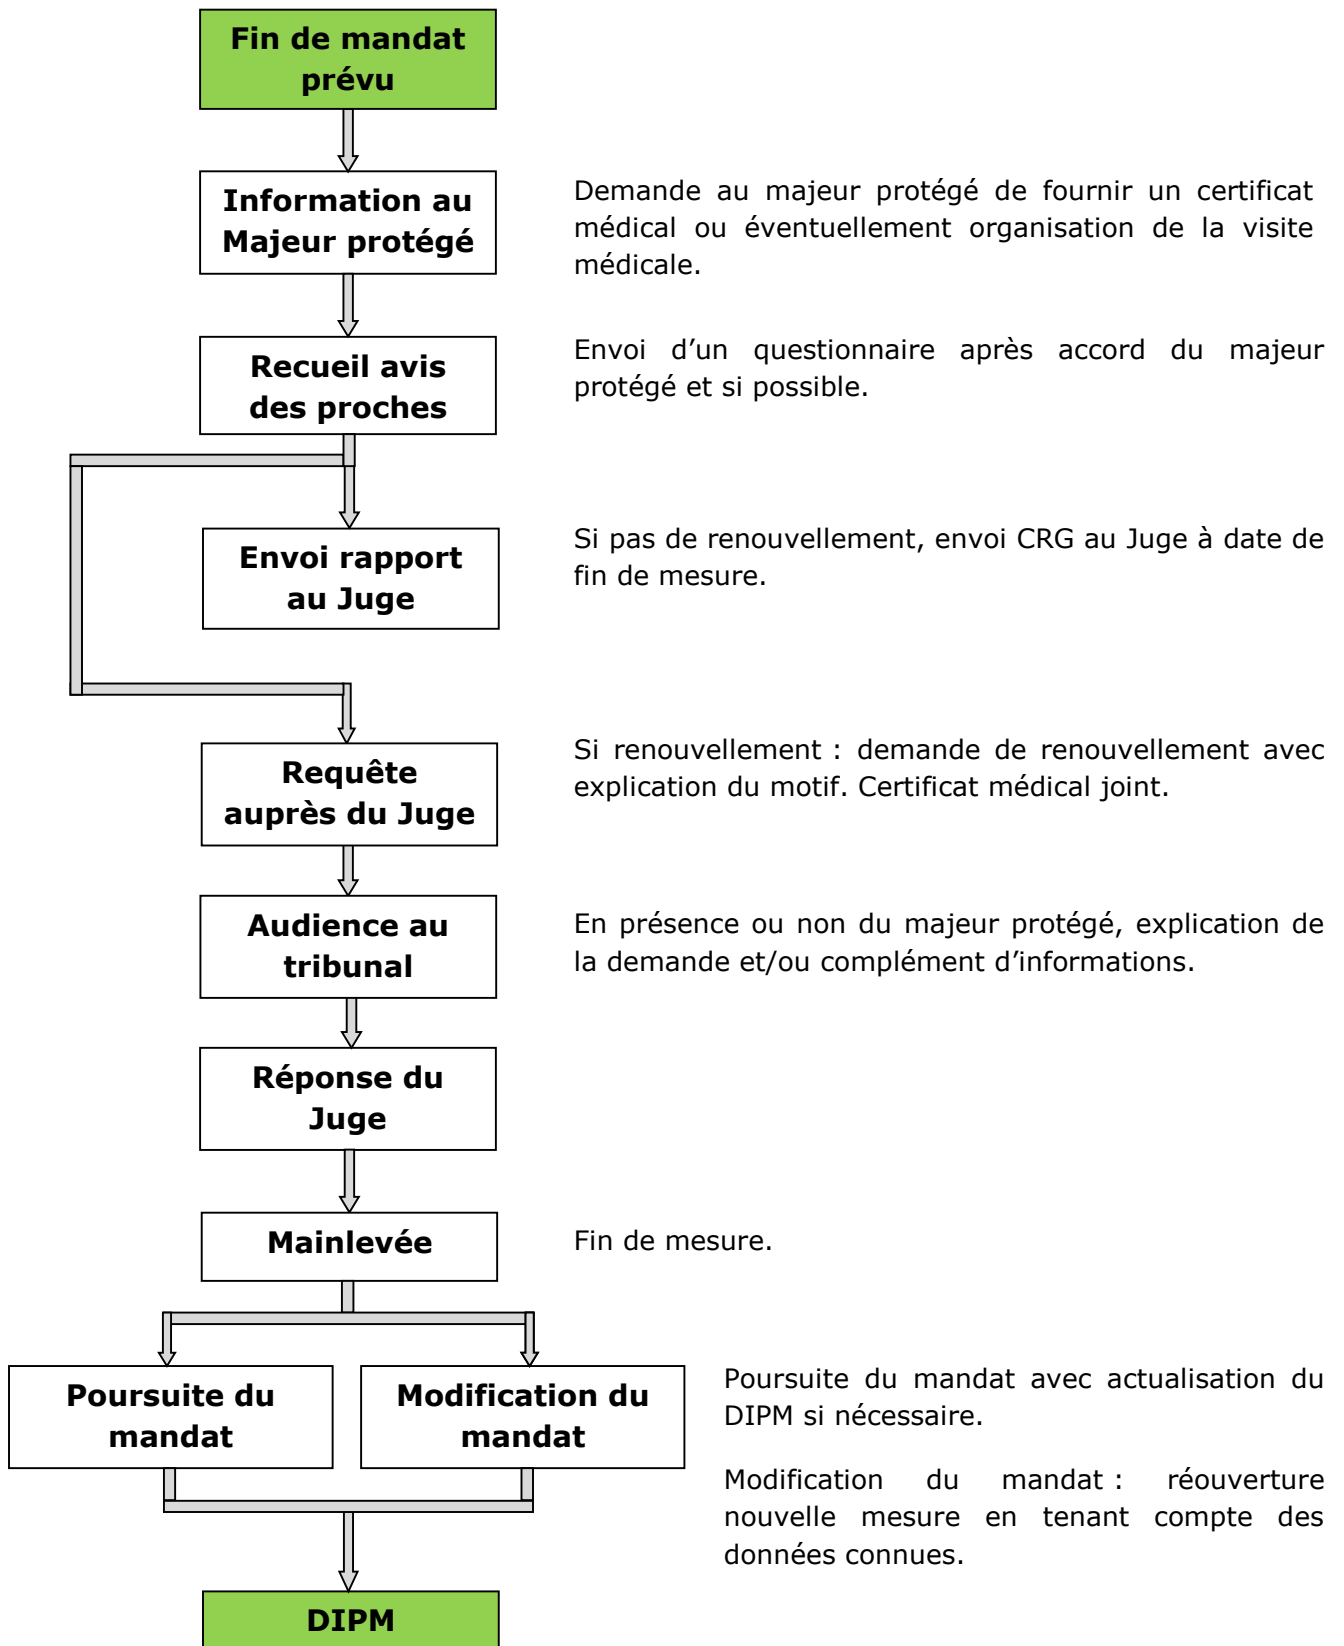 Fin de mandat
prévu
Information au
Majeur protégé
Demande au majeur protégé de fournir un certificat
médical ou éventuellement organisation de la visite
médicale.
Recueil avis
des proches
Envoi d’un questionnaire après accord du majeur
protégé et si possible.
Envoi rapport
au Juge
Si pas de renouvellement, envoi CRG au Juge à date de
fin de mesure.
Requête
auprès du Juge
Si renouvellement : demande de renouvellement avec
explication du motif. Certificat médical joint.
Audience au
tribunal
En présence ou non du majeur protégé, explication de
la demande et/ou complément d’informations.
Réponse du
Juge
Mainlevée
Fin de mesure.
Poursuite du
mandat
Modification du
mandat
Poursuite du mandat avec actualisation du
DIPM si nécessaire.
Modification du mandat : réouverture
nouvelle mesure en tenant compte des
données connues.
DIPM